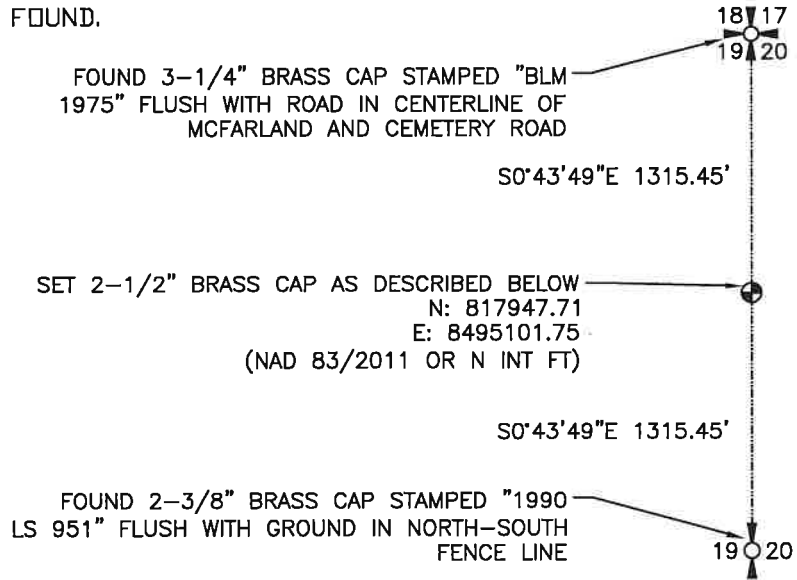 FOUND.
18 17
19 20
FOUND 3-1/4" BRASS CAP STAMPED "BLM
1975" FLUSH WITH ROAD IN CENTERLINE OF
MCFARLAND AND CEMETERY ROAD
S0°43'49"E 1315.45'
SET 2-1/2" BRASS CAP AS DESCRIBED BELOW
N: 817947.71
E: 8495101.75
(NAD 83/2011 OR N INT FT)
S0°43'49"E 1315.45'
FOUND 2-3/8" BRASS CAP STAMPED "1990
LS 951" FLUSH WITH GROUND IN NORTH-SOUTH
FENCE LINE
19 20